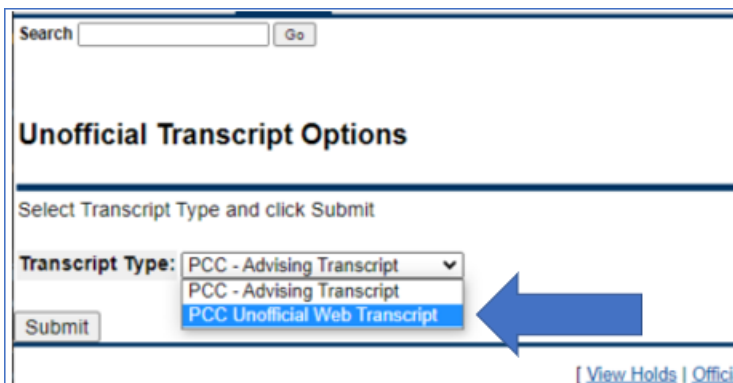 Search Go
Unofficial Transcript Options
Select Transcript Type and click Submit
Transcript Type: PCC - Advising Transcript
PCC - Advising Transcript
PCC Unofficial Web Transcript
Submit
[ View Holds | Offici